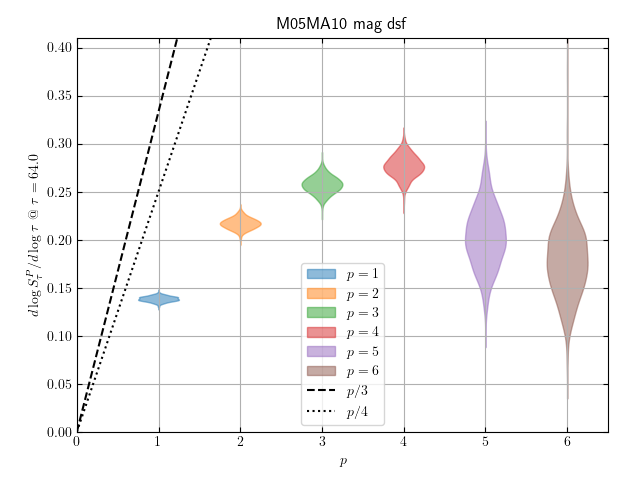 M05MA10 mag dsf
d log S_τ^P / d log τ @ τ = 64.0
0.40
0.35
0.30
0.25
0.20
0.15
0.10
0.05
0.00
0 1 2 3 4 5 6
p
p = 1
p = 2
p = 3
p = 4
p = 5
p = 6
p/3
p/4